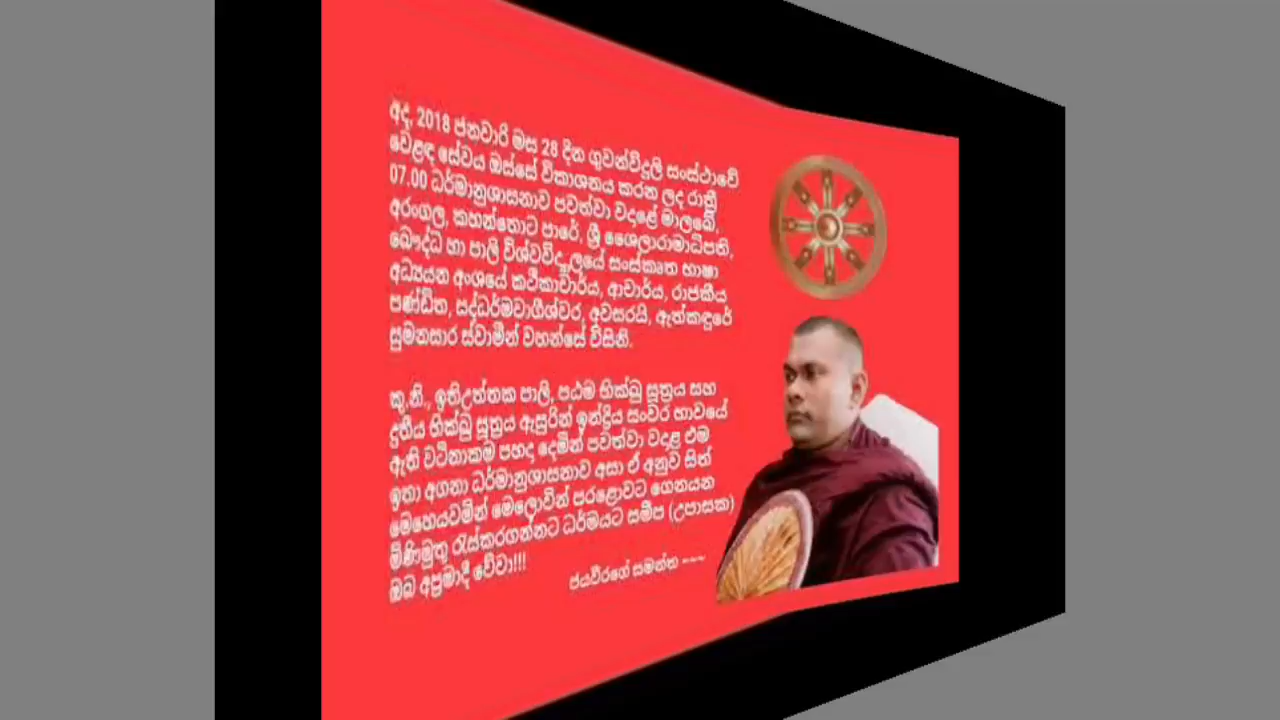 අද, 2018 ජනවාරි මස 28 දින ගුවන්විදුලි සංස්ථාවේ
වෙළඳ සේවය ඔස්සේ විකාශනය කරන ලද රාත්‍රී
07.00 ධර්මානුශාසනාව පවත්වා වදාළේ මාලබේ,
අරංගල, කහන්තොට පාරේ, ශ්‍රී ශෛලාරාමාධිපති,
බෞද්ධ හා පාලි විශ්වවිද්‍යාලයේ සංස්කෘත භාෂා
අධ්‍යයන අංශයේ කථිකාචාර්ය, ආචාර්ය, රාජකීය
පණ්ඩිත, සද්ධර්මවාගීශ්වර, අවසරයි, ඇත්කඳුරේ
සුමනසාර ස්වාමීන් වහන්සේ විසිනි.
කු.නි., ඉතිඋත්තක පාලි, පඨම භික්ඛු සූත්‍රය සහ
දුතිය භික්ඛු සූත්‍රය ඇසුරින් ඉන්ද්‍රිය සංවර භාවයේ
ඇති වටිනාකම පහදා දෙමින් පවත්වා වදාළ එම
ඉතා අගනා ධර්මානුශාසනාව අසා ඒ අනුව සිත්
මෙහෙයවමින් මෙලොවින් පරළොවට ගෙනයන
මිණිමුතු රැස්කරගන්නට ධර්මයට සමීප (උපාසක)
ඔබ අප්‍රමාදී වේවා!!!
ජයවීරගේ සමන්ත ~~~